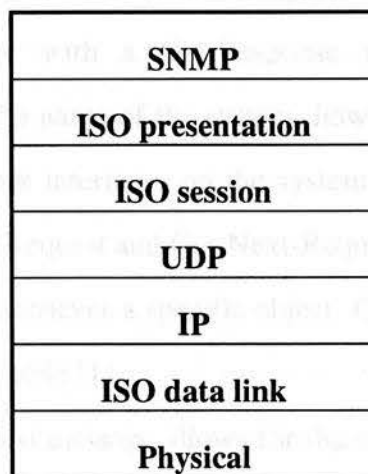 SNMP
ISO presentation
ISO session
UDP
IP
ISO data link
Physical